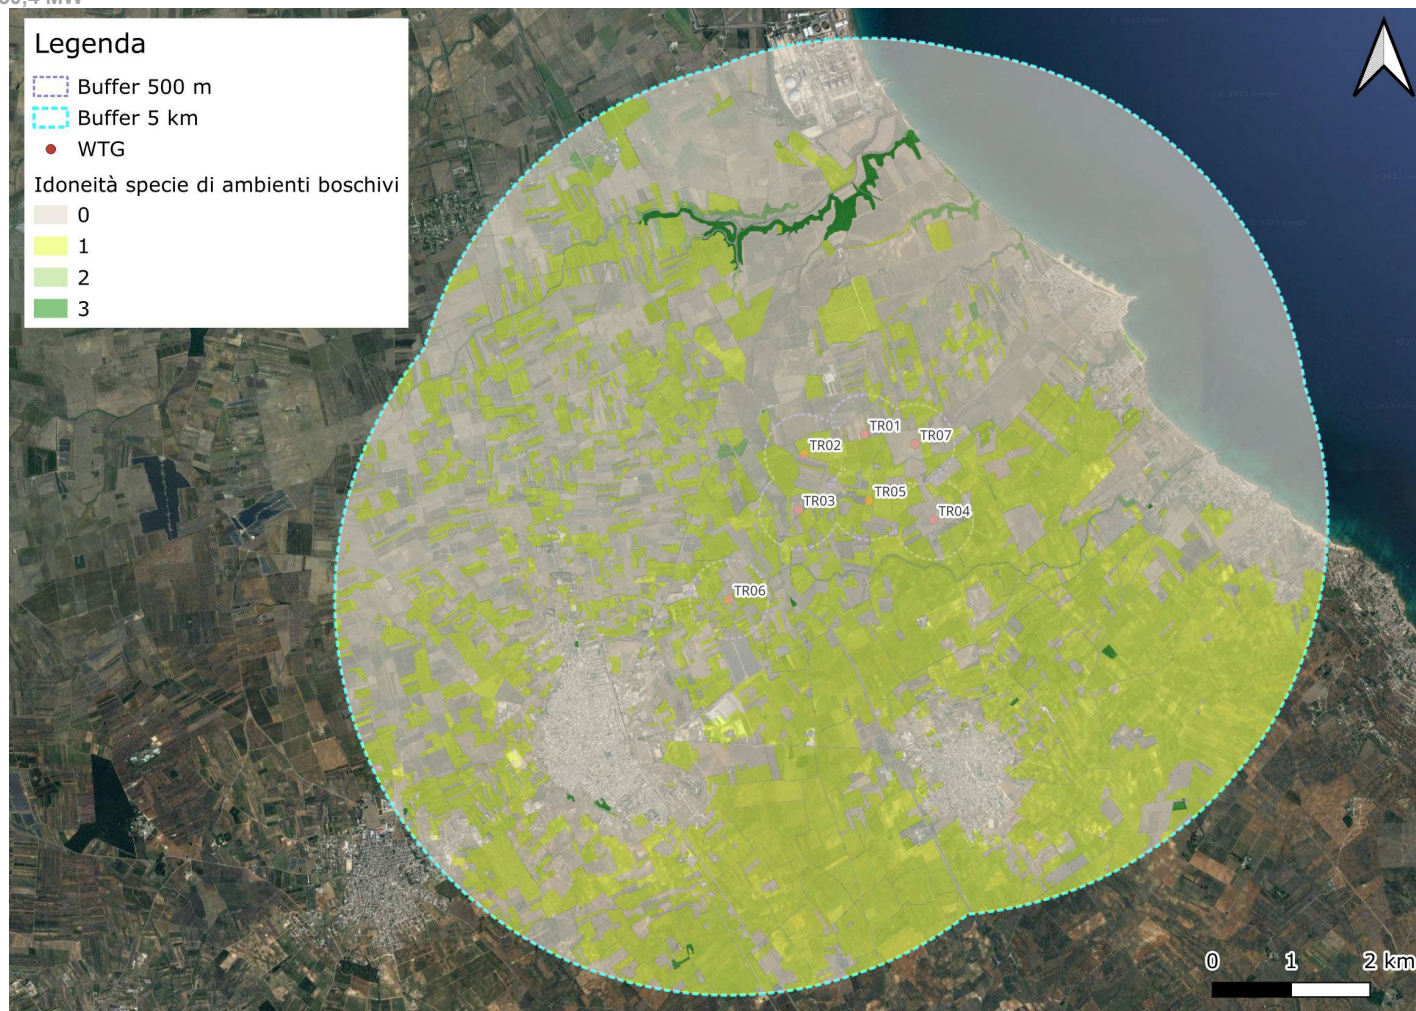 Legenda
Buffer 500 m
Buffer 5 km
WTG
Idoneità specie di ambienti boschivi
0
1
2
3
TR01
TR07
TR02
TR05
TR03
TR04
TR06
0 1 2 km